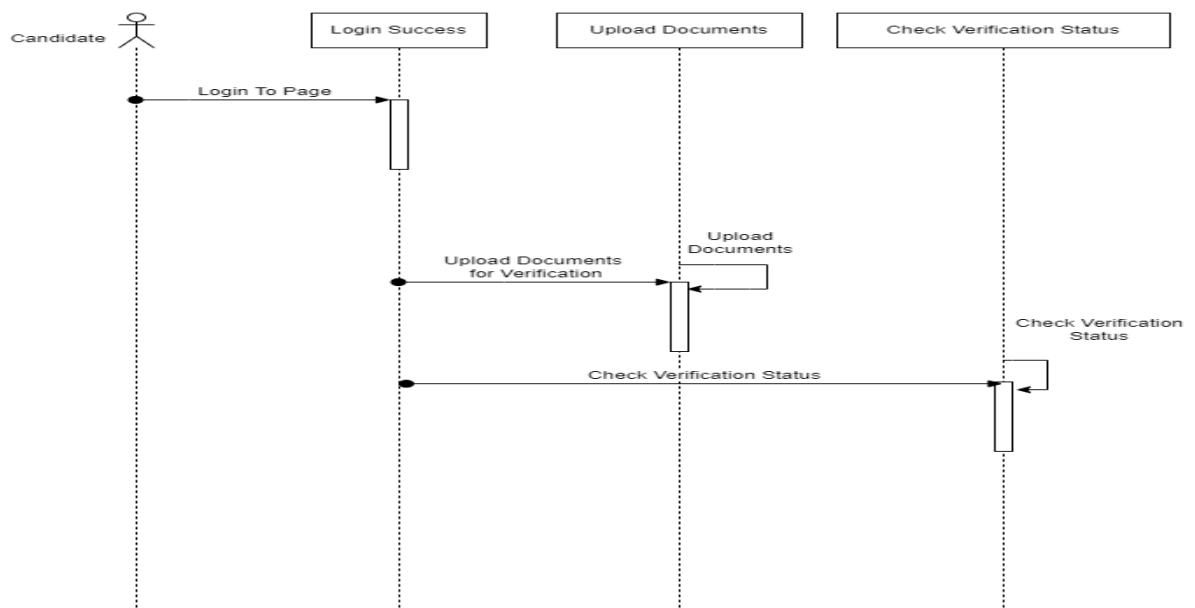 Candidate
Login Success
Upload Documents
Check Verification Status
Login To Page
Upload
Documents
Upload Documents
for Verification
Check Verification
Status
Check Verification Status